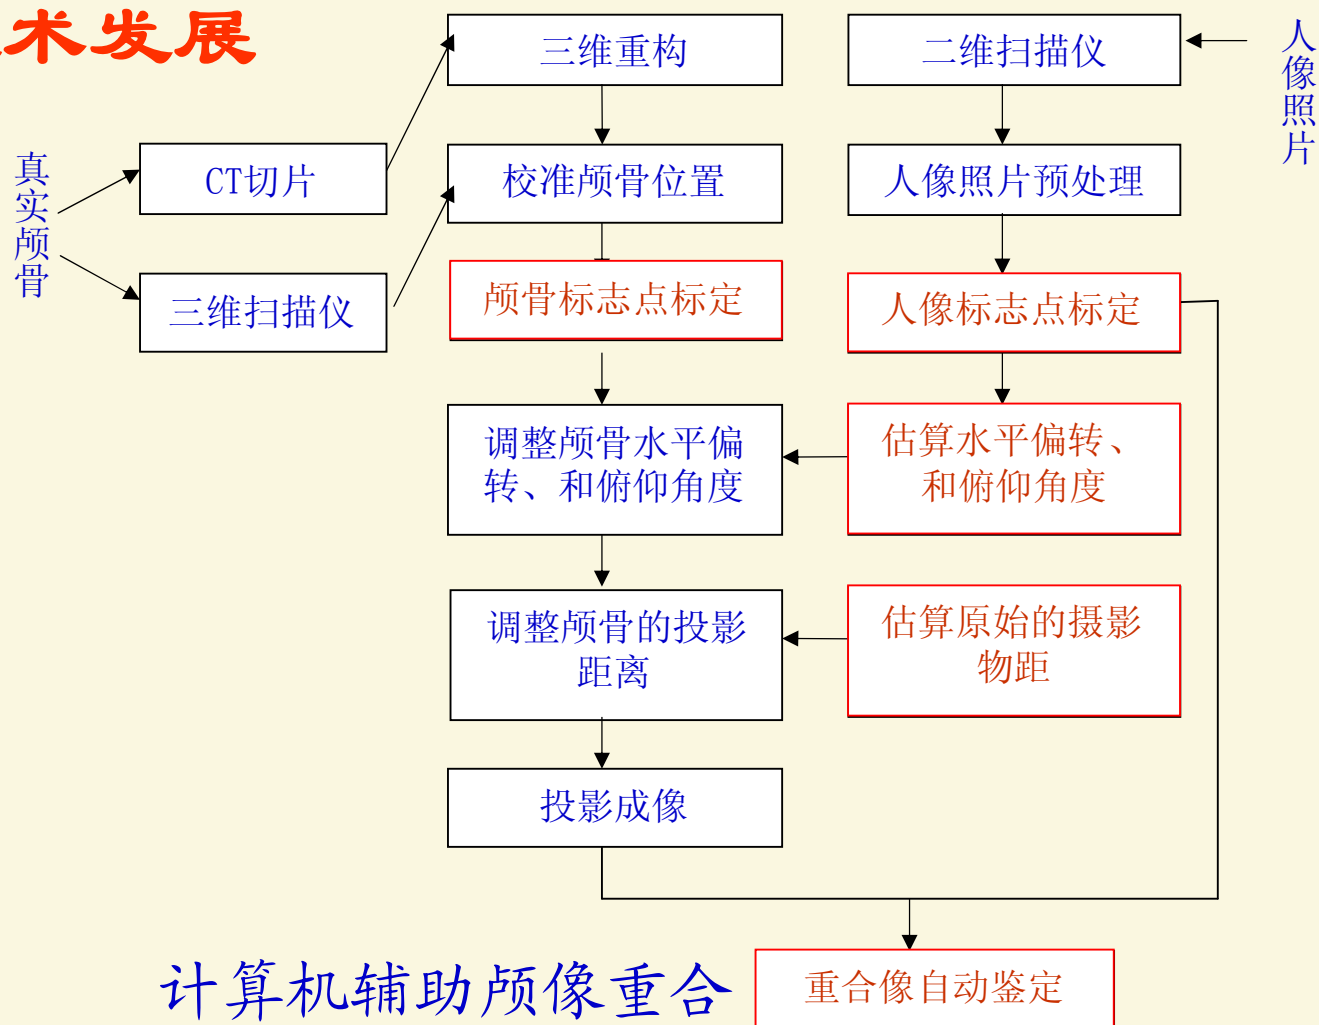 术发展
三维重构
二维扫描仪
人像照片
真实颅骨
CT切片
校准颅骨位置
人像照片预处理
三维扫描仪
颅骨标志点标定
人像标志点标定
调整颅骨水平偏
转、和俯仰角度
估算水平偏转、
和俯仰角度
调整颅骨的投影
距离
估算原始的摄影
物距
投影成像
计算机辅助颅像重合
重合像自动鉴定